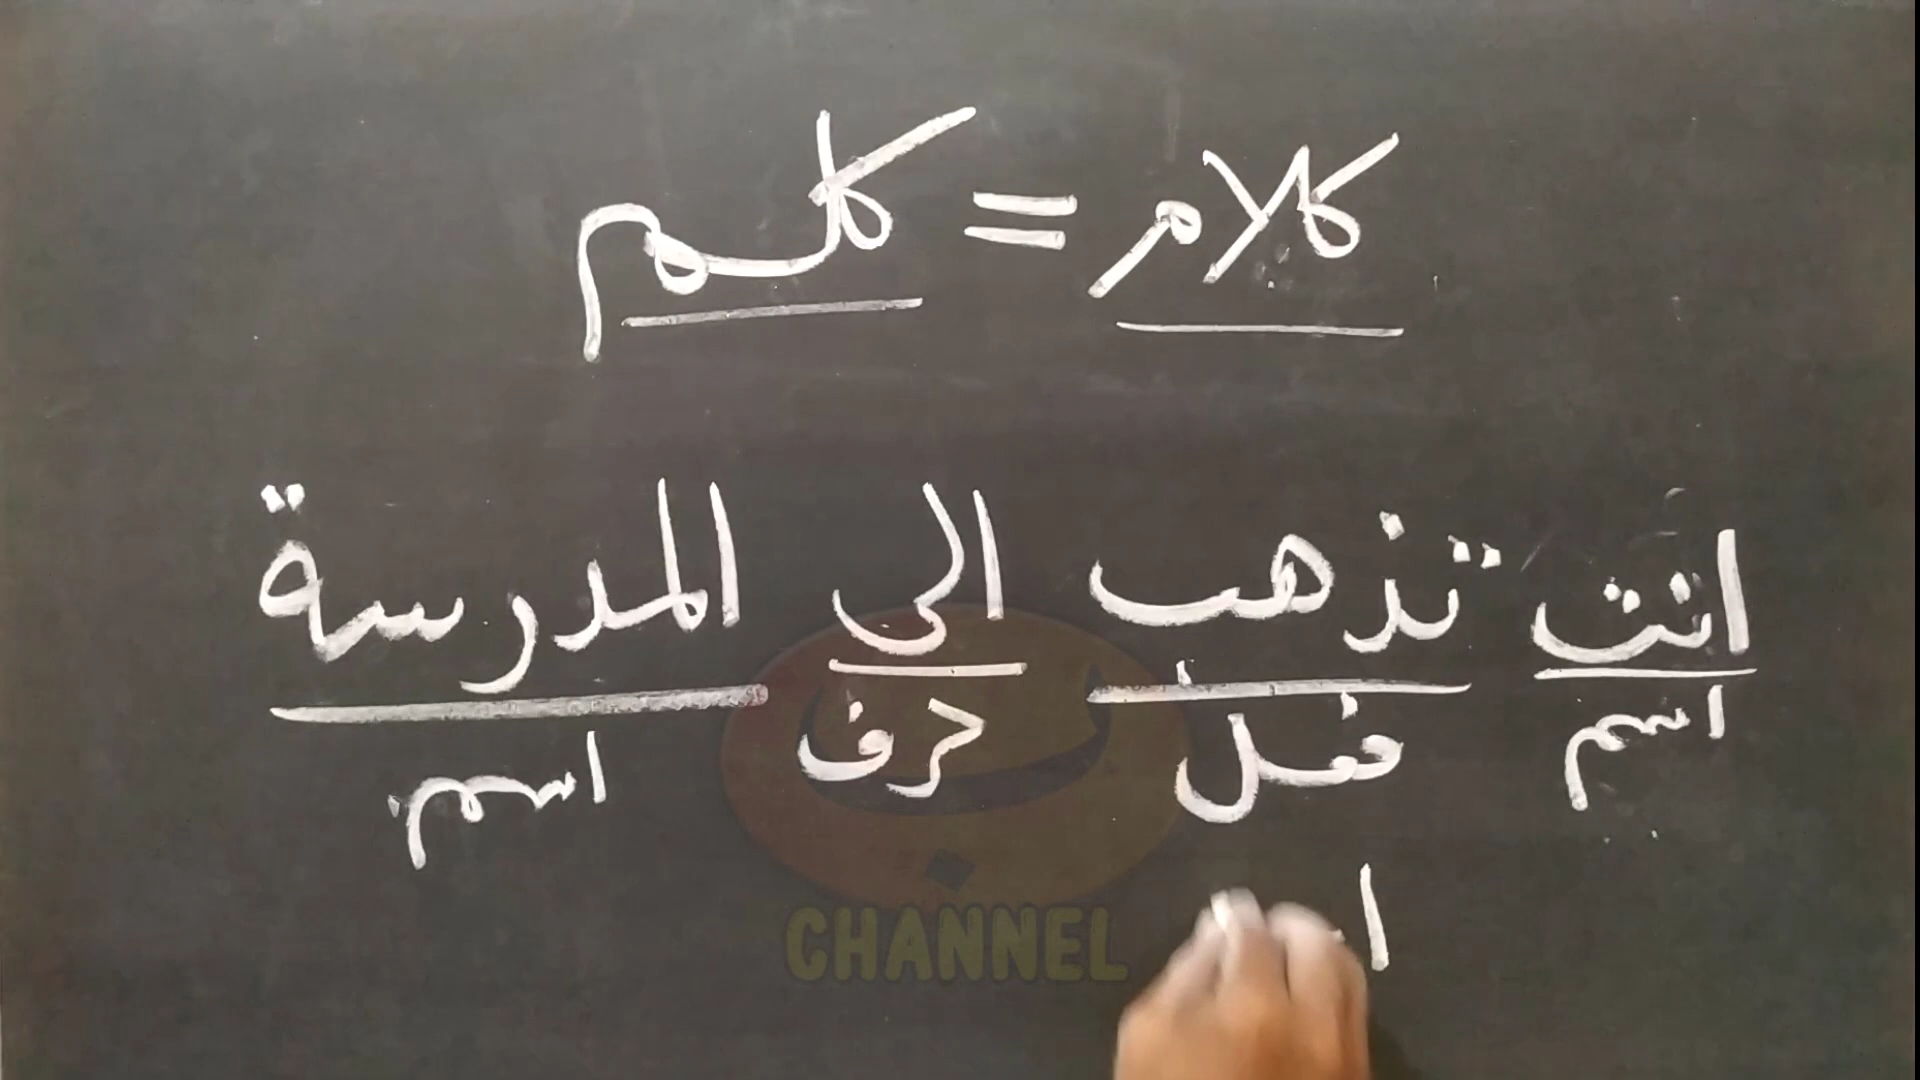 كلام = كلم
انت تذهب الى المدرسة
اسم فعل حرف اسم
ا
CHANNEL